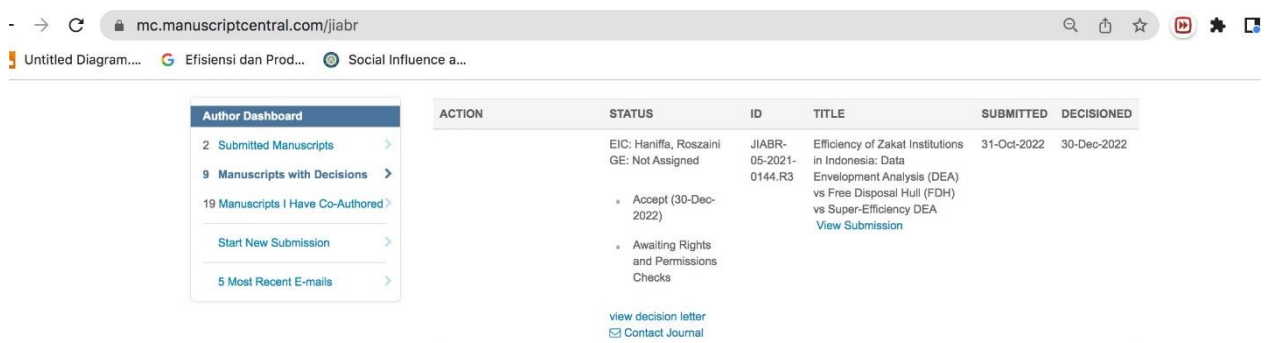 mc.manuscriptcentral.com/jiabr
Untitled Diagram.... Efisiensi dan Prod... Social Influence a...
Author Dashboard
2 Submitted Manuscripts
9 Manuscripts with Decisions
19 Manuscripts I Have Co-Authored
Start New Submission
5 Most Recent E-mails
ACTION STATUS ID TITLE SUBMITTED DECISIONED
EIC: Haniffa, Roszaini
GE: Not Assigned
Accept (30-Dec-
2022)
Awaiting Rights
and Permissions
Checks
view decision letter
Contact Journal
JIABR-
05-2021-
0144.R3
Efficiency of Zakat Institutions
in Indonesia: Data
Envelopment Analysis (DEA)
vs Free Disposal Hull (FDH)
vs Super-Efficiency DEA
View Submission
31-Oct-2022
30-Dec-2022